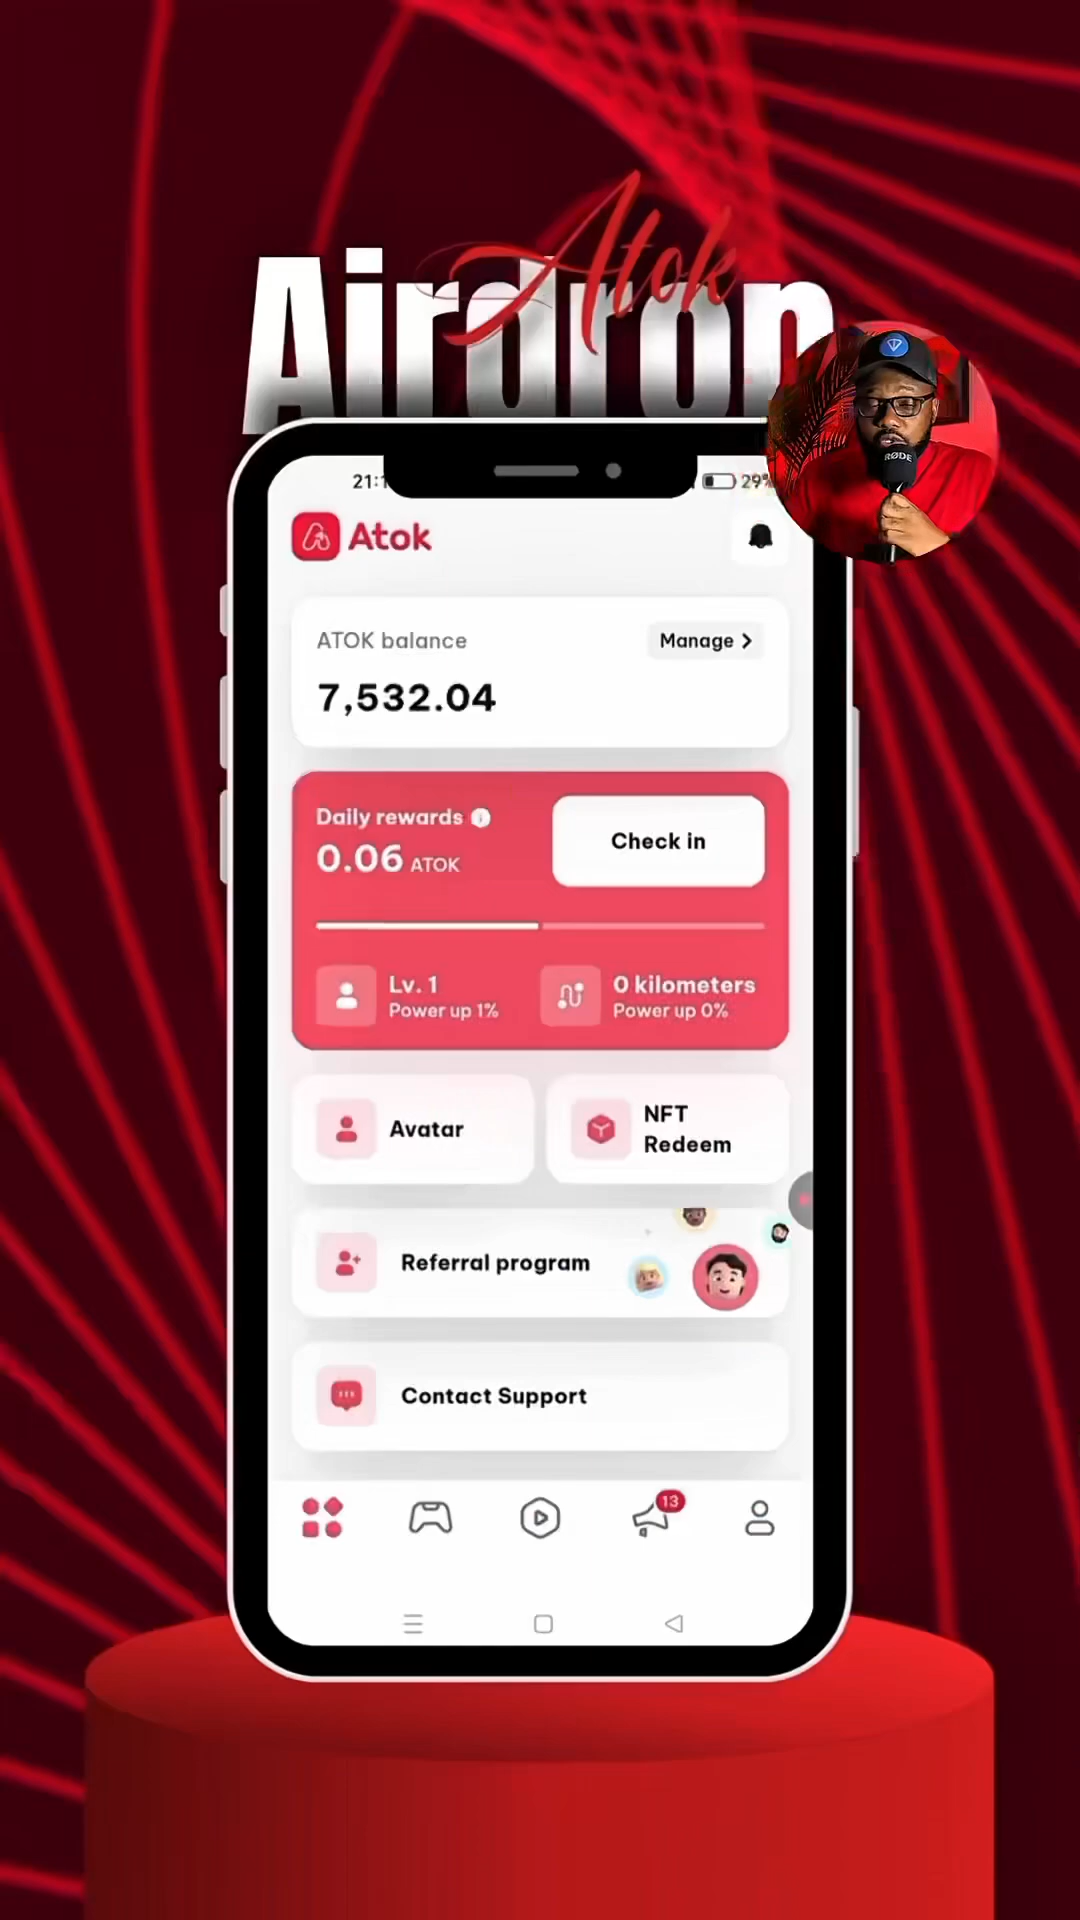 Atok
Airdrop
RØDE
21:1
29%
Atok
ATOK balance
Manage
7,532.04
Daily rewards
0.06 ATOK
Check in
Lv. 1
Power up 1%
0 kilometers
Power up 0%
Avatar
NFT
Redeem
Referral program
Contact Support
13